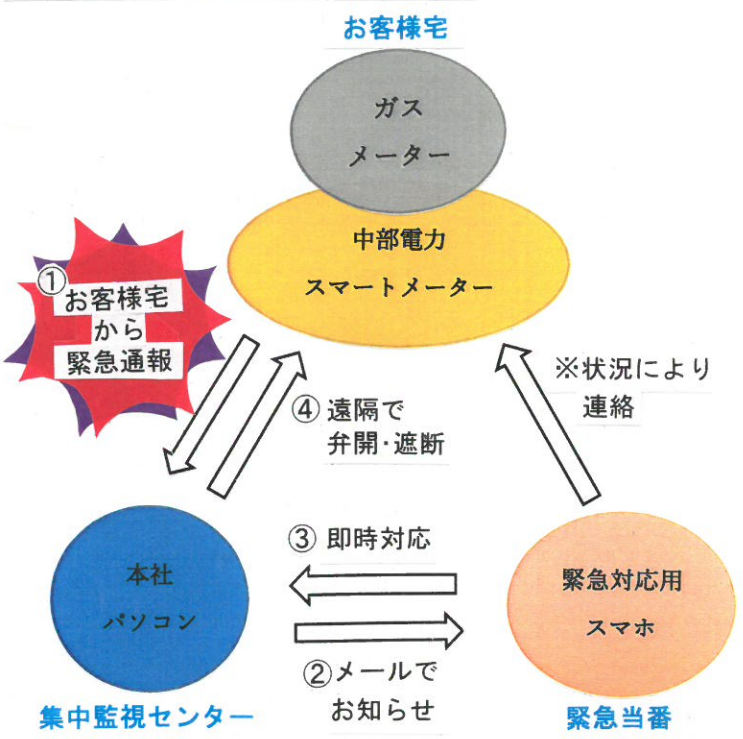 お客様宅
ガス
メーター
中部電力
スマートメーター
①
お客様宅
から
緊急通報
④遠隔で
弁開・遮断
※状況により
連絡
③即時対応
本社
パソコン
緊急対応用
スマホ
②メールで
お知らせ
集中監視センター
緊急当番